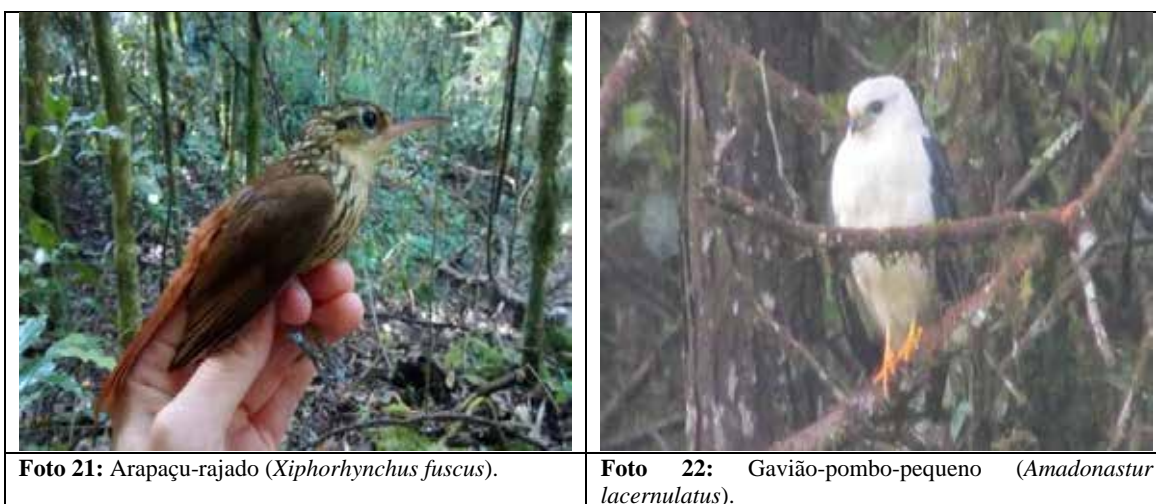 Foto 21: Arapaçu-rajado (Xiphorhynchus fuscus).
Foto 22: Gavião-pombo-pequeno (Amadonastur
lacernulatus).